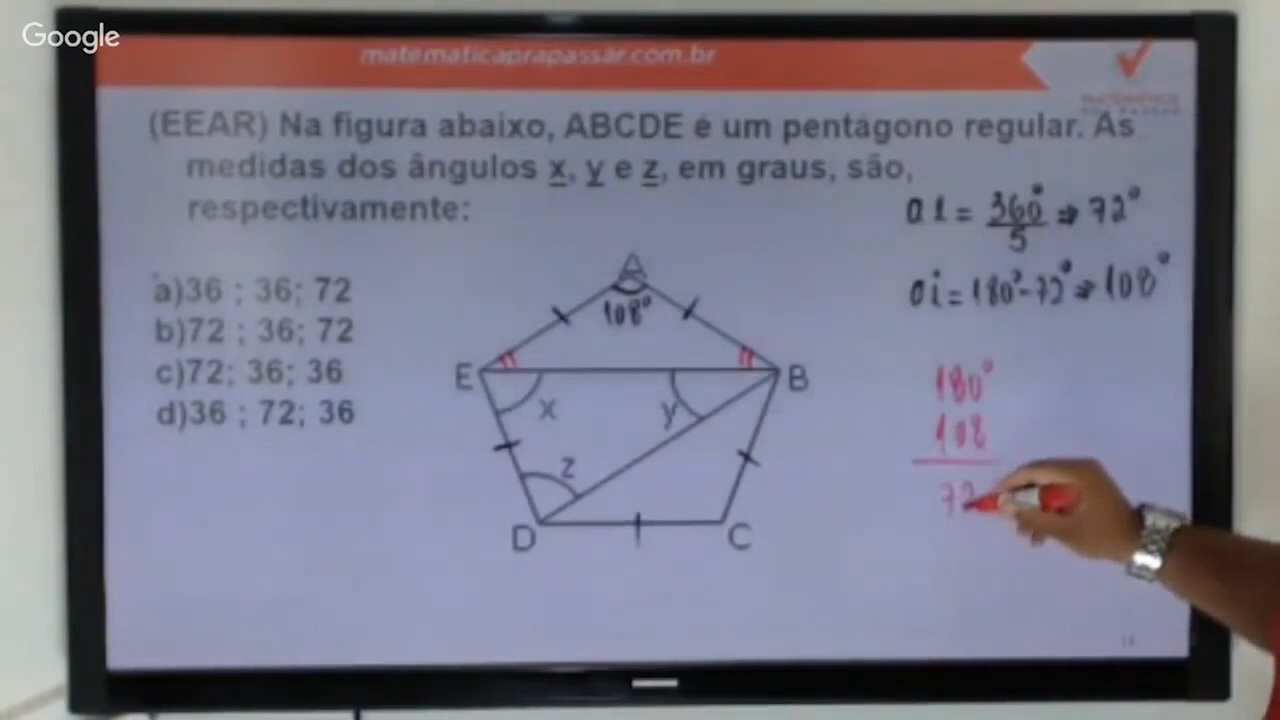 Google
matematicaprapassar.com.br
(EEAR) Na figura abaixo, ABCDE é um pentágono regular. As
medidas dos ângulos x, y e z, em graus, são,
respectivamente:
a)36 ; 36; 72
b)72 ; 36; 72
c)72; 36; 36
d)36 ; 72; 36
A
108°
E
B
x
y
z
D
C
360°
5
⇒ 72°
ai = 180° - 72° ⇒ 108°
180°
108
72